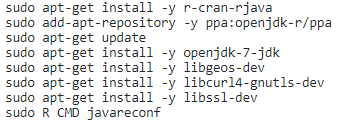 sudo apt-get install -y r-cran-rjava
sudo add-apt-repository -y ppa:openjdk-r/ppa
sudo apt-get update
sudo apt-get install -y openjdk-7-jdk
sudo apt-get install -y libgeos-dev
sudo apt-get install -y libcurl4-gnutls-dev
sudo apt-get install -y libssl-dev
sudo R CMD javareconf